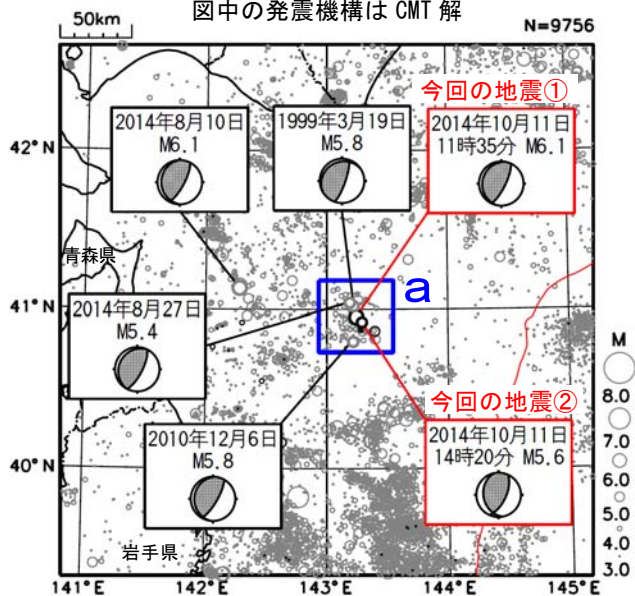 図中の発震機構は CMT 解
50km
N=9756
今回の地震①
2014年8月10日
M6.1
1999年3月19日
M5.8
2014年10月11日
11時35分 M6.1
42°N
青森県
41°N
a
2014年8月27日
M5.4
M
8.0
7.0
6.0
5.0
4.0
3.0
今回の地震②
2010年12月6日
M5.8
2014年10月11日
14時20分 M5.6
40°N
岩手県
141°E
142°E
143°E
144°E
145°E